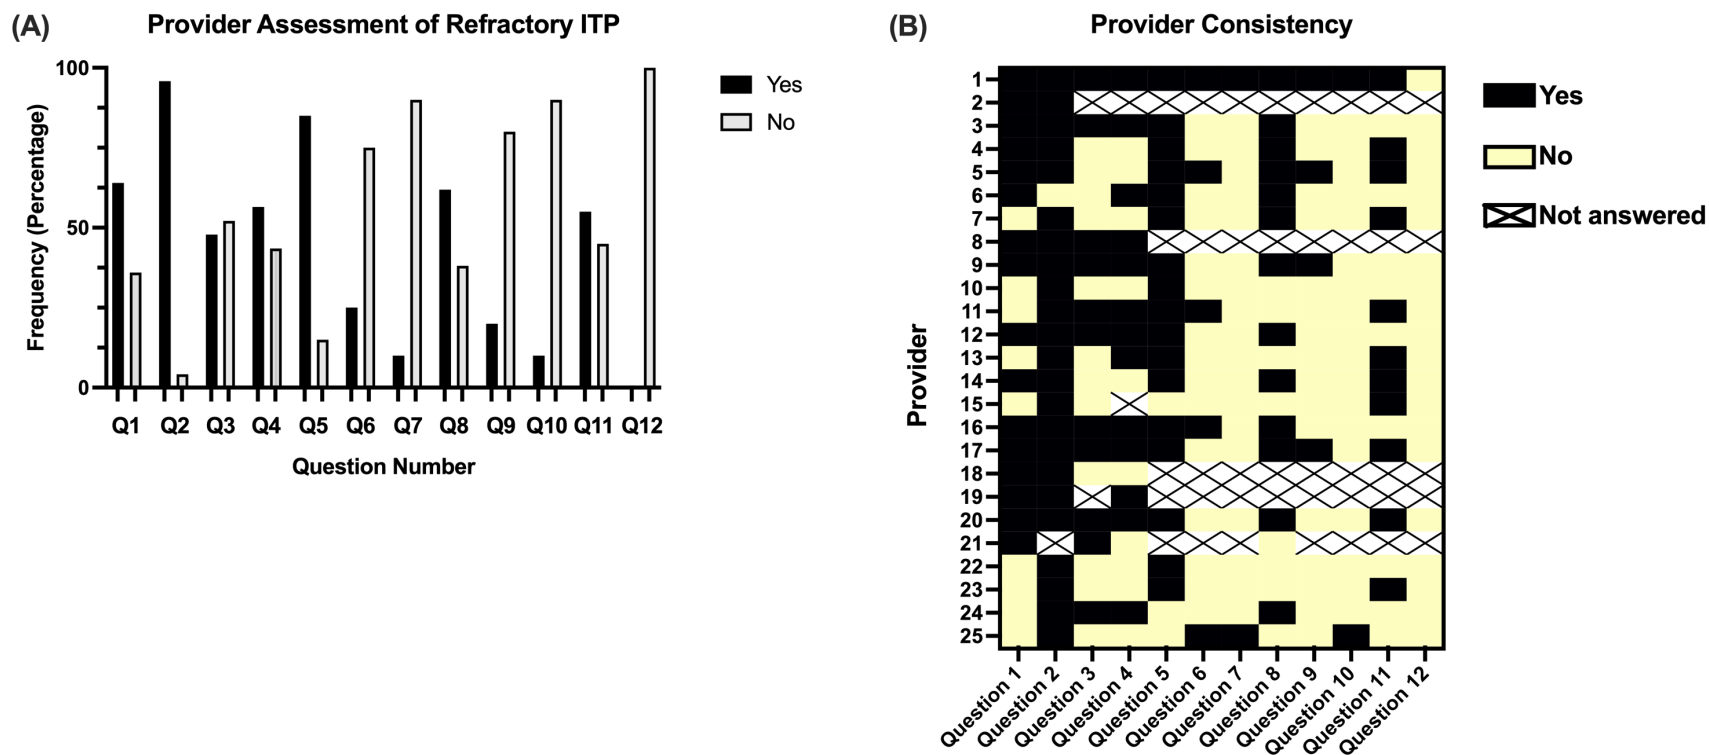 (A)
Provider Assessment of Refractory ITP
Frequency (Percentage)
100
50
0
Q1 Q2 Q3 Q4 Q5 Q6 Q7 Q8 Q9 Q10 Q11 Q12
Question Number
Yes
No
(B)
Provider Consistency
Provider
1
2
3
4
5
6
7
8
9
10
11
12
13
14
15
16
17
18
19
20
21
22
23
24
25
Question 1
Question 2
Question 3
Question 4
Question 5
Question 6
Question 7
Question 8
Question 9
Question 10
Question 11
Question 12
Yes
No
Not answered